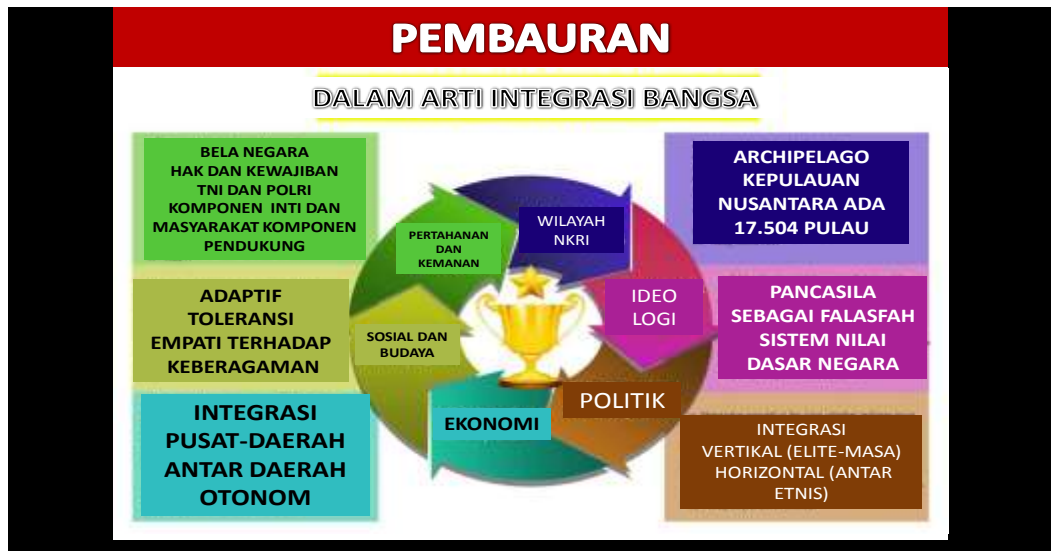 PEMBAURAN
DALAM ARTI INTEGRASI BANGSA
BELA NEGARA
HAK DAN KEWAJIBAN
TNI DAN POLRI
KOMPONEN INTI DAN
MASYARAKAT KOMPONEN
PENDUKUNG
ADAPTIF
TOLERANSI
EMPATI TERHADAP
KEBERAGAMAN
INTEGRASI
PUSAT-DAERAH
ANTAR DAERAH
OTONOM
PERTAHANAN
DAN
KEMANAN
WILAYAH
NKRI
IDEO
LOGI
SOSIAL DAN
BUDAYA
EKONOMI
POLITIK
ARCHIPELAGO
KEPULAUAN
NUSANTARA ADA
17.504 PULAU
PANCASILA
SEBAGAI FALASFAH
SISTEM NILAI
DASAR NEGARA
INTEGRASI
VERTIKAL (ELITE-MASA)
HORIZONTAL (ANTAR
ETNIS)